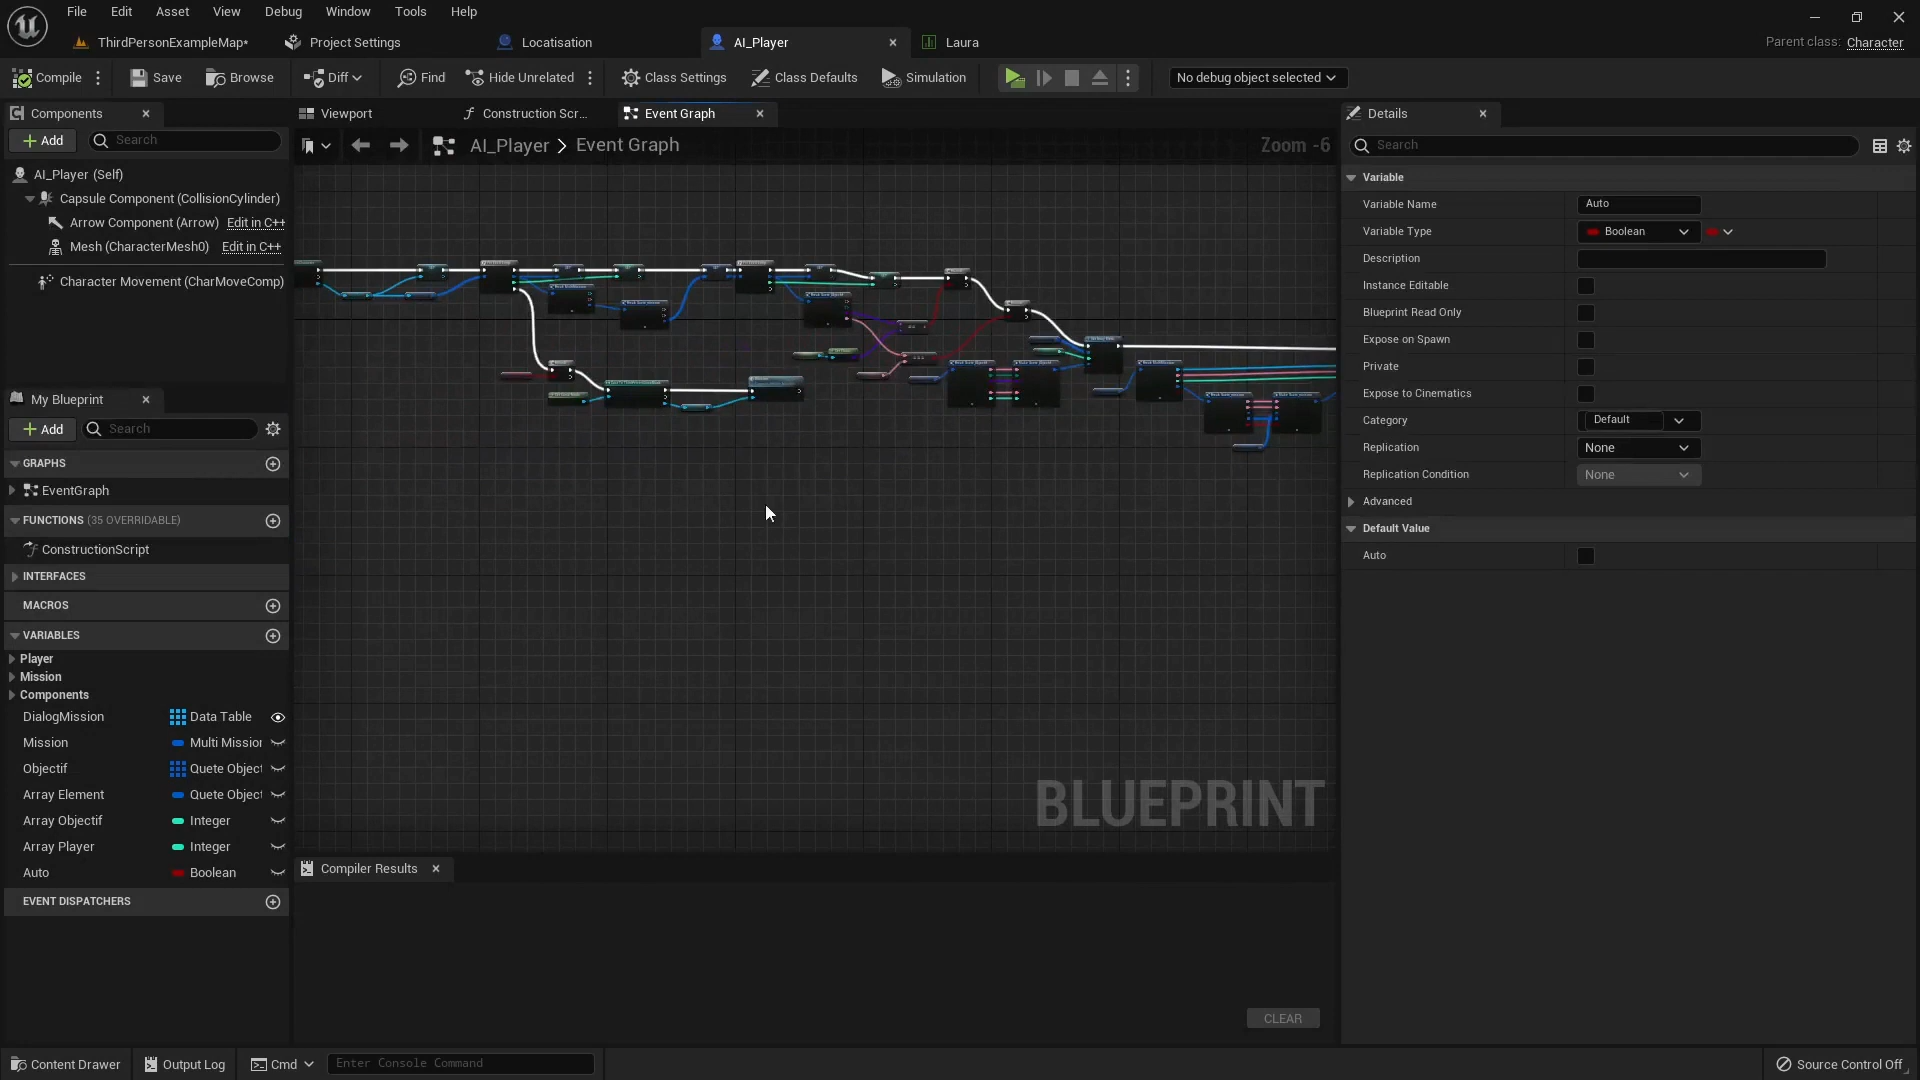 File Edit Asset View Debug Window Tools Help
ThirdPersonExampleMap* Project Settings Locatisation AI_Player Laura Parent class: Character
Compile Save Browse Diff Find Hide Unrelated Class Settings Class Defaults Simulation No debug object selected
Components
Viewport Construction Scr... Event Graph
Details
Add Search
AI_Player > Event Graph Zoom -6
Search
AI_Player (Self)
Capsule Component (CollisionCylinder)
Arrow Component (Arrow) Edit in C++
Mesh (CharacterMesh0) Edit in C++
Character Movement (CharMoveComp)
Variable
Variable Name Auto
Variable Type Boolean
Description
Instance Editable
Blueprint Read Only
Expose on Spawn
Private
Expose to Cinematics
Category Default
Replication None
Replication Condition None
Advanced
Default Value
Auto
My Blueprint
Add Search
GRAPHS
EventGraph
FUNCTIONS (35 OVERRIDABLE)
ConstructionScript
INTERFACES
MACROS
VARIABLES
Player
Mission
Components
DialogMission Data Table
Mission Multi Mission
Objectif Quete Object
Array Element Quete Object
Array Objectif Integer
Array Player Integer
Auto Boolean
EVENT DISPATCHERS
BLUEPRINT
Compiler Results
CLEAR
Content Drawer Output Log Cmd Enter Console Command Source Control Off